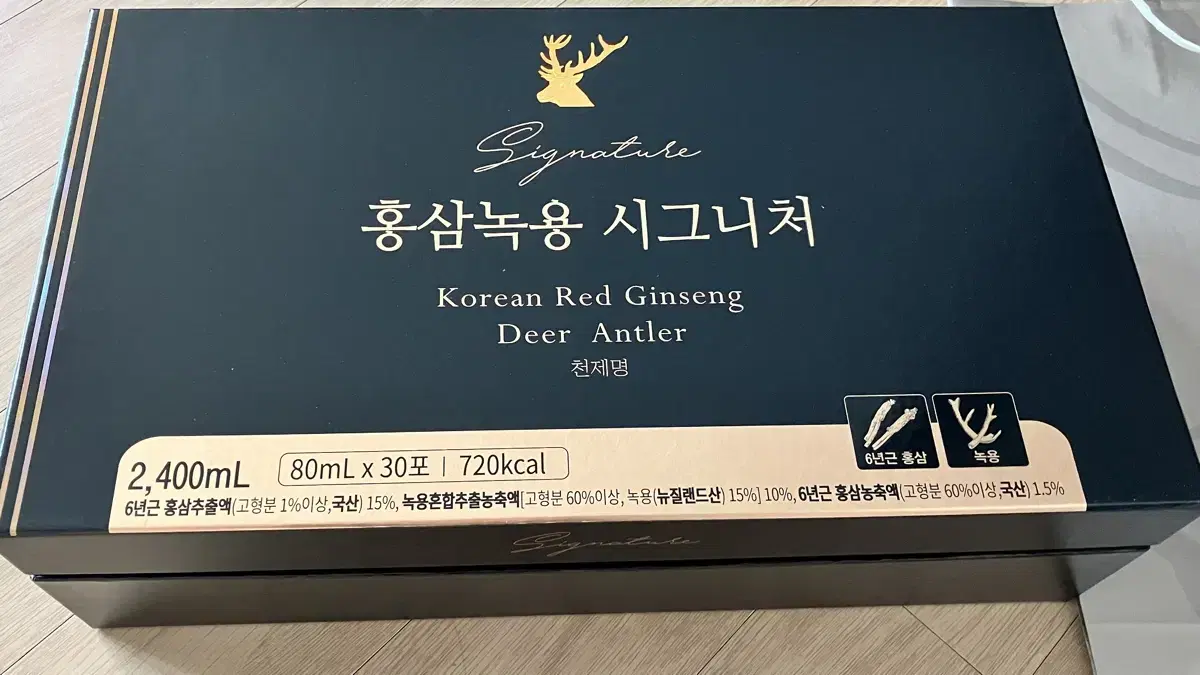 Signature
홍삼녹용 시그니처
Korean Red Ginseng
Deer Antler
천제명
6년근 홍삼
녹용
2,400mL
80mL x 30포 | 720kcal
6년근 홍삼추출액(고형분 1%이상,국산) 15%, 녹용혼합추출농축액[고형분 60%이상, 녹용(뉴질랜드산) 15%] 10%, 6년근 홍삼농축액(고형분 60%이상,국산) 1.5%
Signature